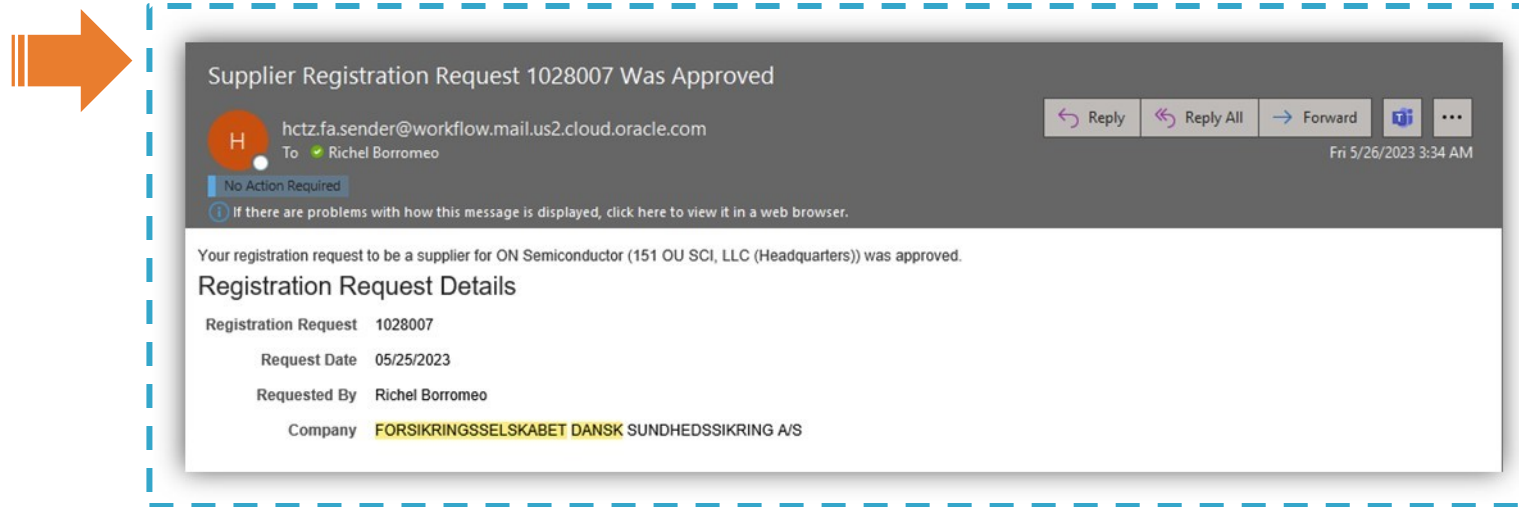 Supplier Registration Request 1028007 Was Approved
H
hctz.fa.sender@workflow.mail.us2.cloud.oracle.com
To Richel Borromeo
Reply
Reply All
Forward
Fri 5/26/2023 3:34 AM
No Action Required
If there are problems with how this message is displayed, click here to view it in a web browser.
Your registration request to be a supplier for ON Semiconductor (151 OU SCI, LLC (Headquarters)) was approved.
Registration Request Details
Registration Request 1028007
Request Date 05/25/2023
Requested By Richel Borromeo
Company FORSIKRINGSSELSKABET DANSK SUNDHEDSSIKRING A/S